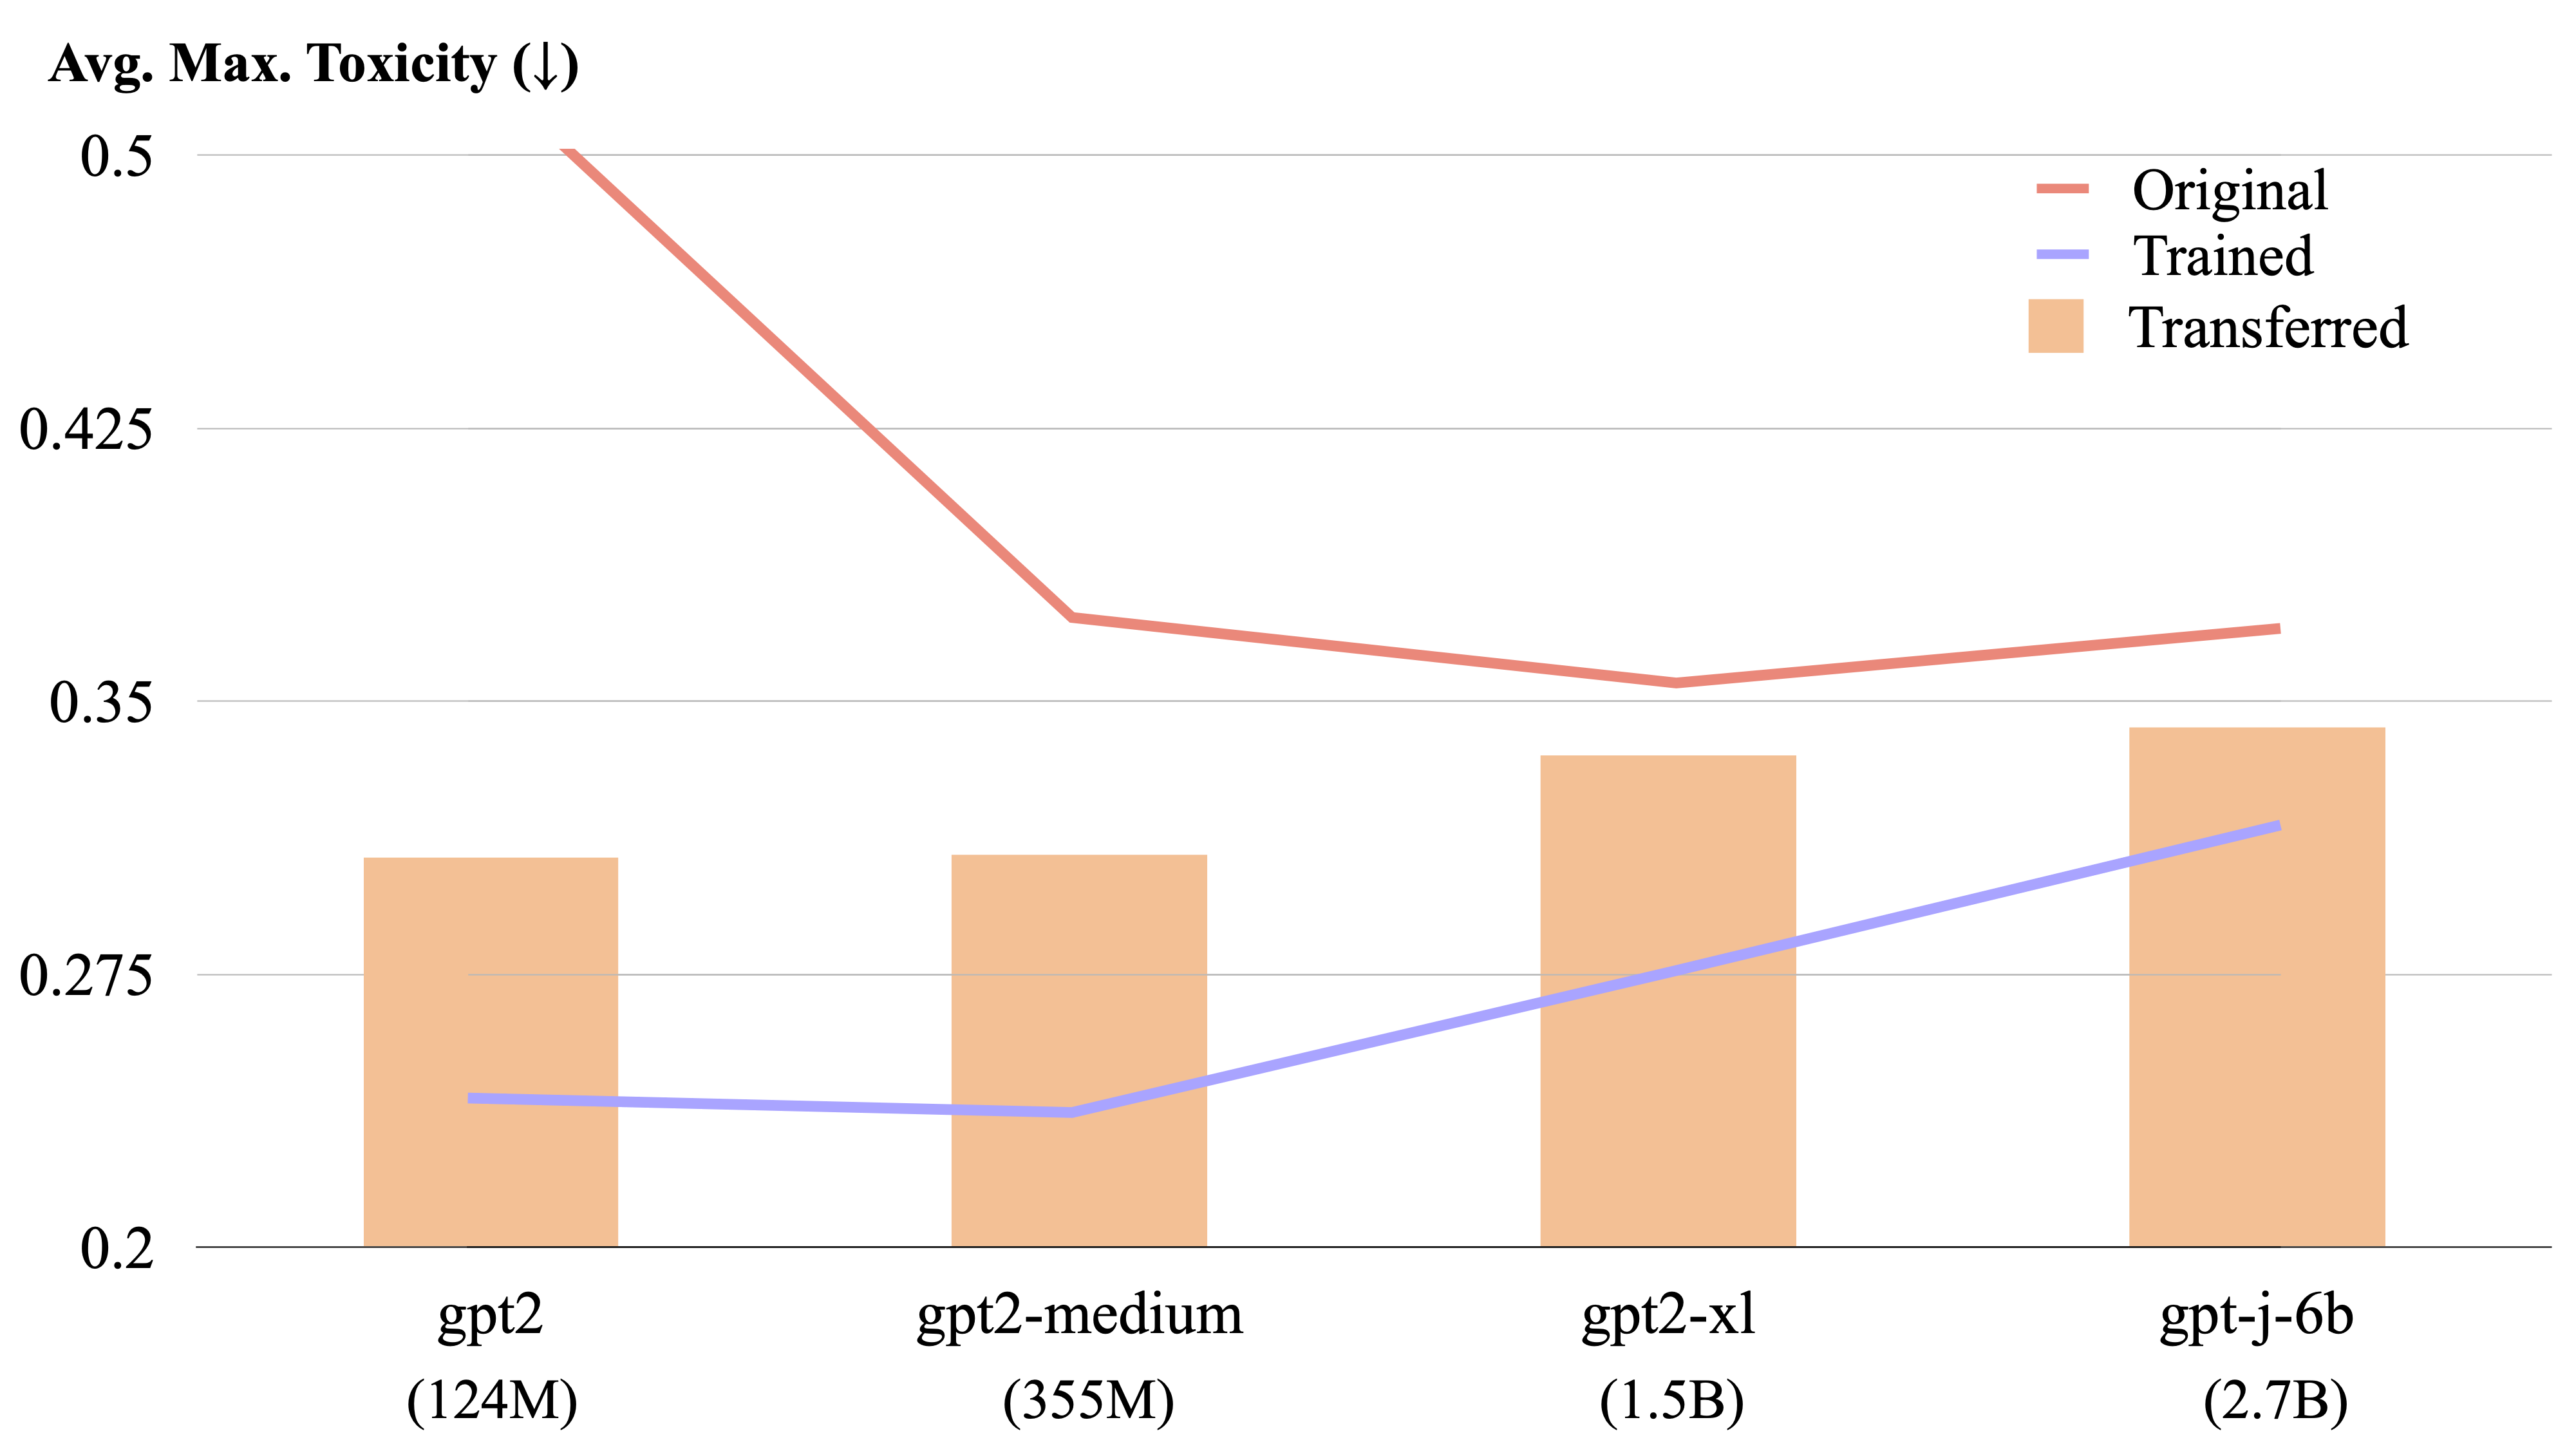 Avg. Max. Toxicity (↓)
0.5
Original
Trained
Transferred
0.425
0.35
0.275
0.2
gpt2
gpt2-medium
gpt2-xl
gpt-j-6b
(124M)
(355M)
(1.5B)
(2.7B)